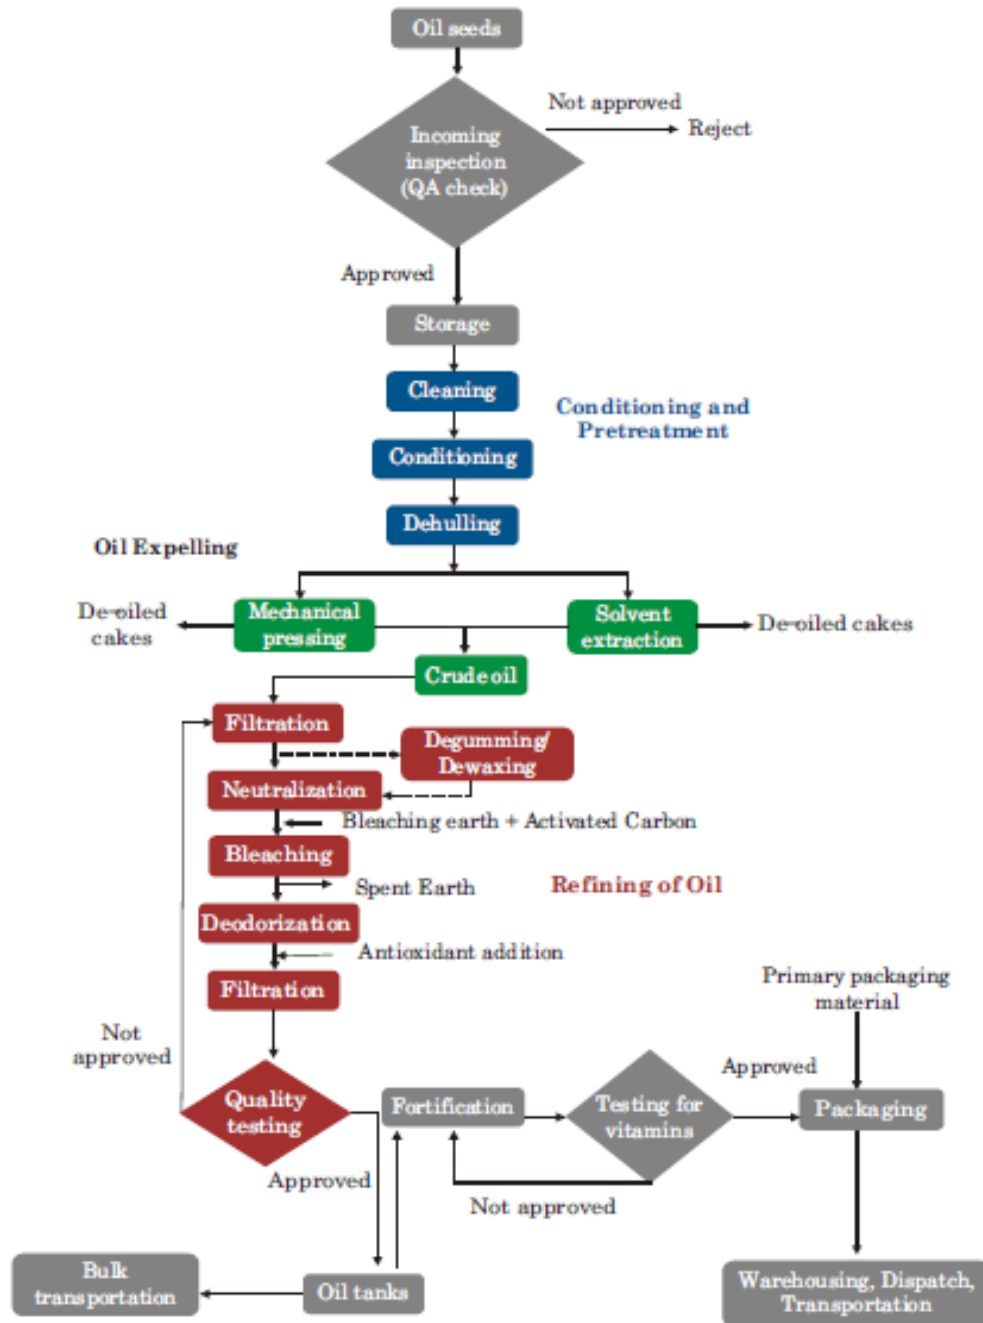 Oil seeds
Not approved
Reject
Incoming
inspection
(QA check)
Approved
Storage
Cleaning
Conditioning and
Pretreatment
Conditioning
Dehulling
Oil Expelling
De-oiled
cakes
Mechanical
pressing
Solvent
extraction
De-oiled cakes
Crude oil
Filtration
Degumming/
Dewaxing
Neutralization
Bleaching earth + Activated Carbon
Bleaching
Spent Earth
Refining of Oil
Deodorization
Antioxidant addition
Filtration
Primary packaging
material
Not
approved
Approved
Quality
testing
Fortification
Testing for
vitamins
Packaging
Approved
Not approved
Bulk
transportation
Oil tanks
Warehousing, Dispatch,
Transportation